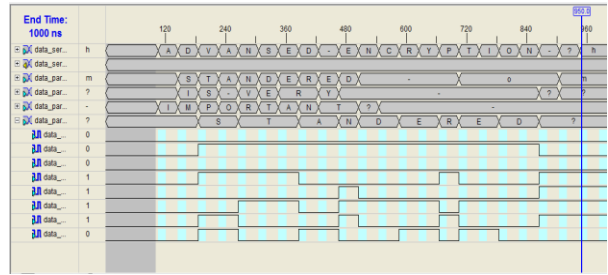 950.0
End Time:
1000 ns
120 240 360 480 600 720 840 960
data_ser... h A D V A N S E D - E N C R Y P T I O N - ? h
data_ser...
data_par... m S T A N D E R E D - o m
data_par... ? I S - V E R Y - ? ?
data_par... - I M P O R T A N T ? -
data_par... ? S T A N D E R E D ?
data_... 0
data_... 0
data_... 0
data_... 1
data_... 1
data_... 1
data_... 1
data_... 0